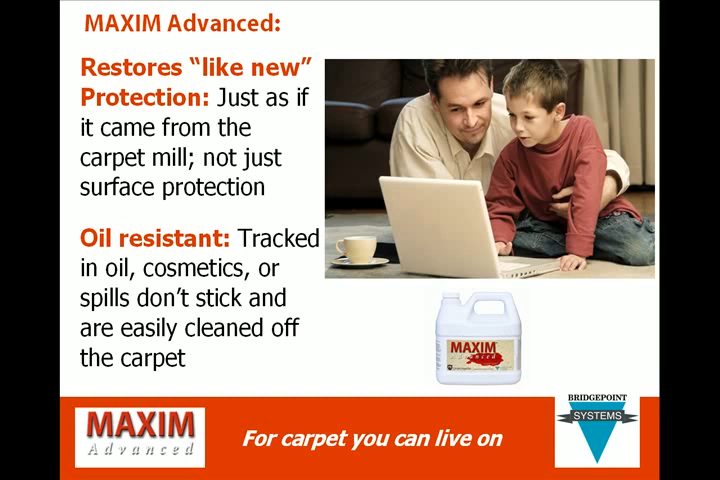 MAXIM Advanced:
Restores “like new”
Protection: Just as if
it came from the
carpet mill; not just
surface protection
Oil resistant: Tracked
in oil, cosmetics, or
spills don’t stick and
are easily cleaned off
the carpet
MAXIM
Advanced
MAXIM
Advanced
For carpet you can live on
BRIDGEPOINT
SYSTEMS